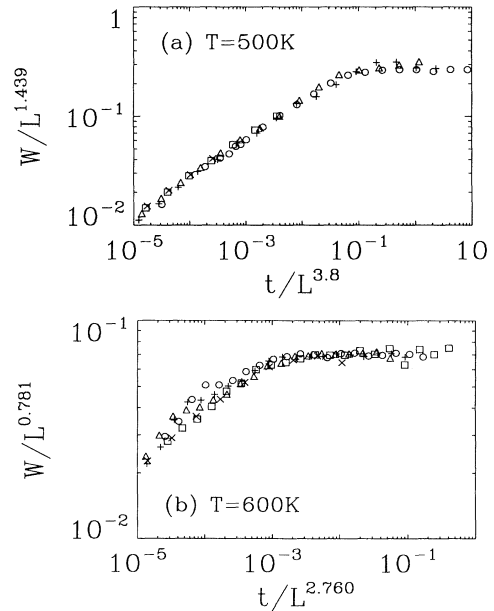 1
(a) T=500K
10^-1
W/L^1.439
10^-2
10^-5 10^-3 10^-1 10
t/L^3.8
10^-1
W/L^0.781
(b) T=600K
10^-2
10^-5 10^-3 10^-1
t/L^2.760